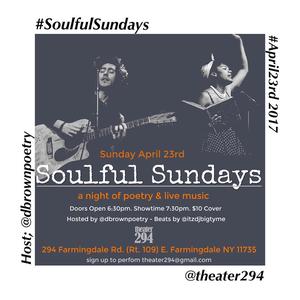 #SoulfulSundays
#April23rd 2017
Host; @dbrownpoetry
Sunday April 23rd
Soulful Sundays
a night of poetry & live music
Doors Open 6:30pm. Showtime 7:30pm. $10 Cover
Hosted by @dbrownpoetry - Beats by @itzdjbigtyme
theater
294
294 Farmingdale Rd. (Rt. 109) E. Farmingdale NY 11735
sign up to perfom theater294@gmail.com
@theater294